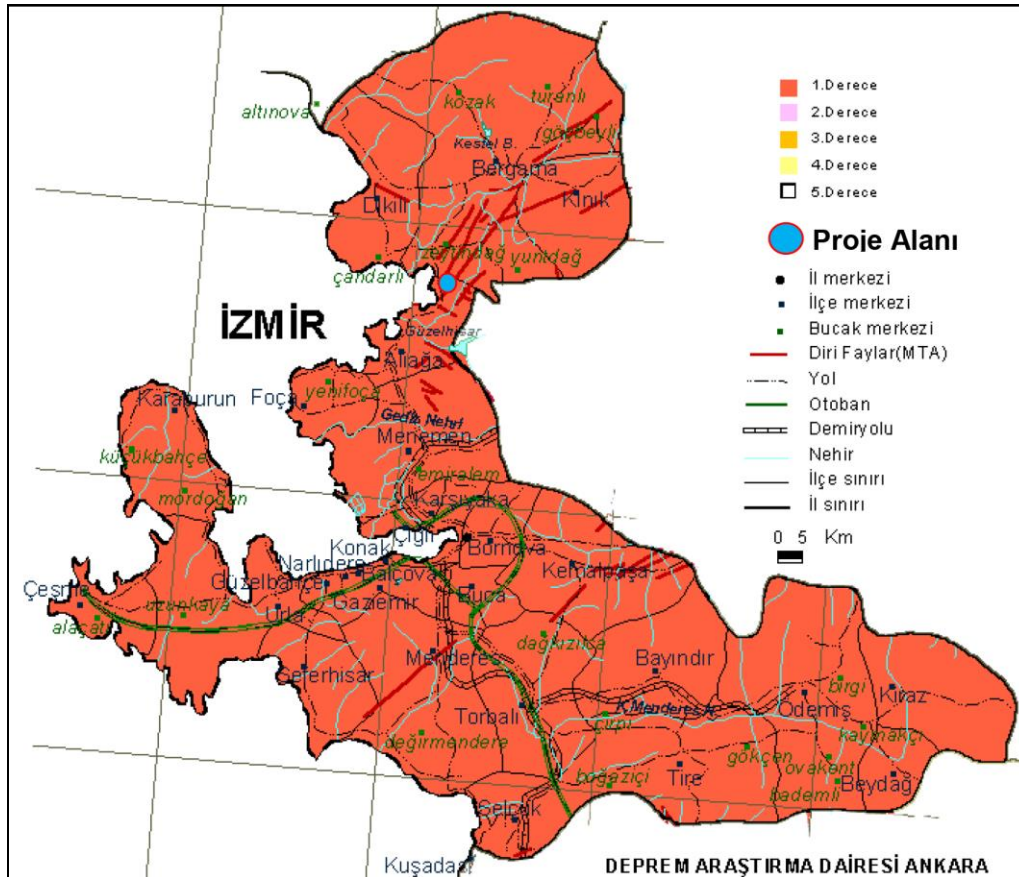 altınova
kozak
turanlı
göçbeyli
Kestel B.
Bergama
Dikili
Kınık
zeytindağ
yuntdağ
çandarlı
İZMİR
Güzelhisar
Aliağa
yenifoça
Foça
Karaburun
Gediz Nehri
Menemen
küçükbahçe
mordoğan
emiralem
Karşıyaka
Çiğli
Konak
Bornova
Narlıdere
Balçova
Güzelbahçe
Gaziemir
Buca
Kemalpaşa
Çeşme
uzunkuyu
alaçatı
Urla
dağkızılca
Seferhisar
Menderes
Bayındır
birgi
Kiraz
Torbalı
K.Menderes N.
Ödemiş
çırpı
kaymakçı
değirmendere
gökçen
ovakent
boğaziçi
Tire
bademli
Beydağ
Selçuk
Kuşadası
1.Derece
2.Derece
3.Derece
4.Derece
5.Derece
Proje Alanı
İl merkezi
İlçe merkezi
Bucak merkezi
Diri Faylar(MTA)
Yol
Otoban
Demiryolu
Nehir
İlçe sınırı
İl sınırı
0 5 Km
DEPREM ARAŞTIRMA DAİRESİ ANKARA